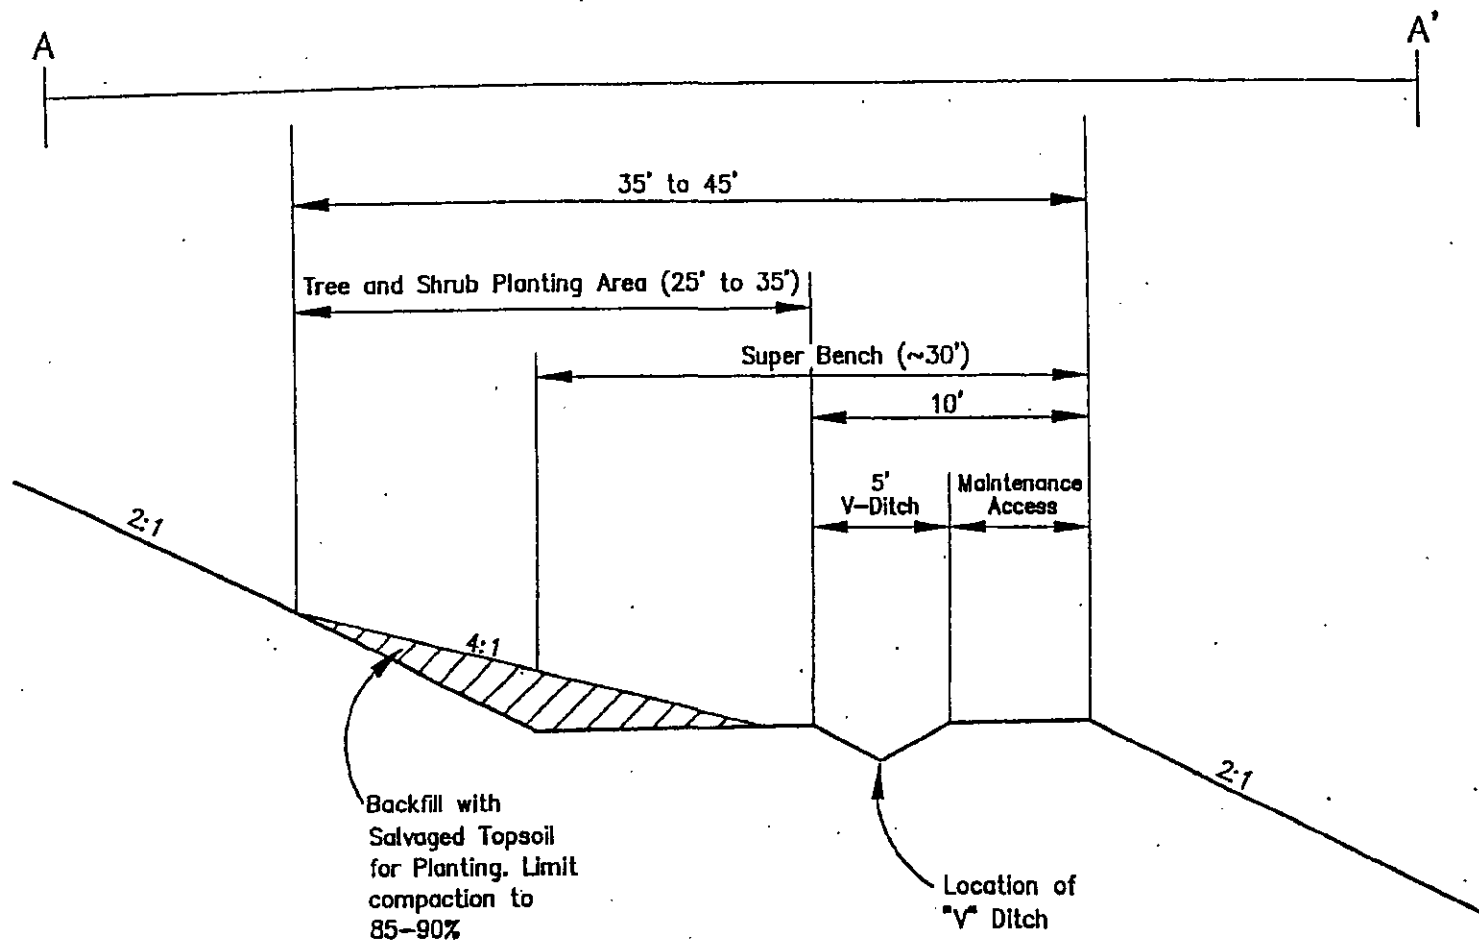 A
A'
35' to 45'
Tree and Shrub Planting Area (25' to 35')
Super Bench (~30')
10'
5'
V-Ditch
Maintenance
Access
2:1
4:1
2:1
Backfill with
Salvaged Topsoil
for Planting. Limit
compaction to
85-90%
Location of
"V" Ditch